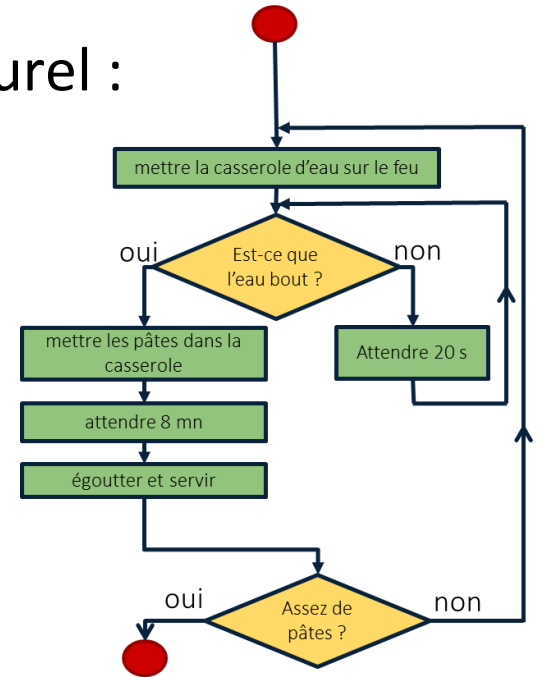 urel :
mettre la casserole d'eau sur le feu
oui
Est-ce que
l'eau bout ?
non
mettre les pâtes dans la
casserole
Attendre 20 s
attendre 8 mn
égoutter et servir
oui
Assez de
pâtes ?
non